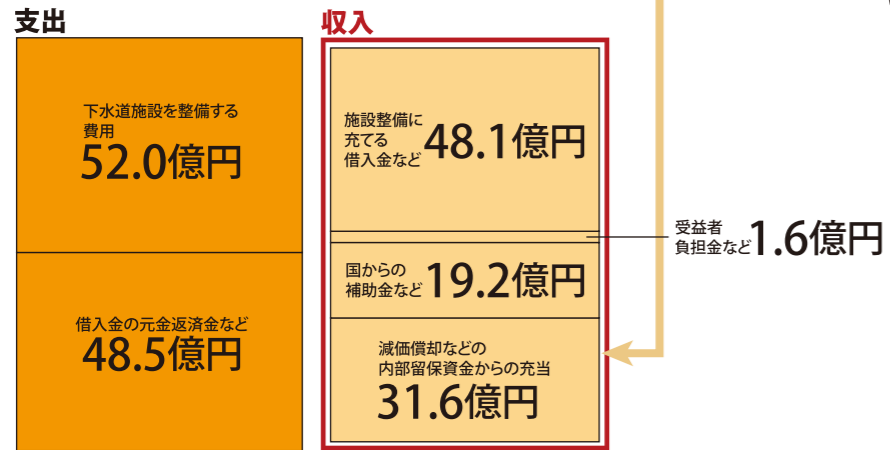 支出
下水道施設を整備する
費用
52.0億円
借入金の元金返済金など
48.5億円
収入
施設整備に
充てる
借入金など
48.1億円
受益者
負担金など
1.6億円
国からの
補助金など
19.2億円
減価償却などの
内部留保資金からの充当
31.6億円